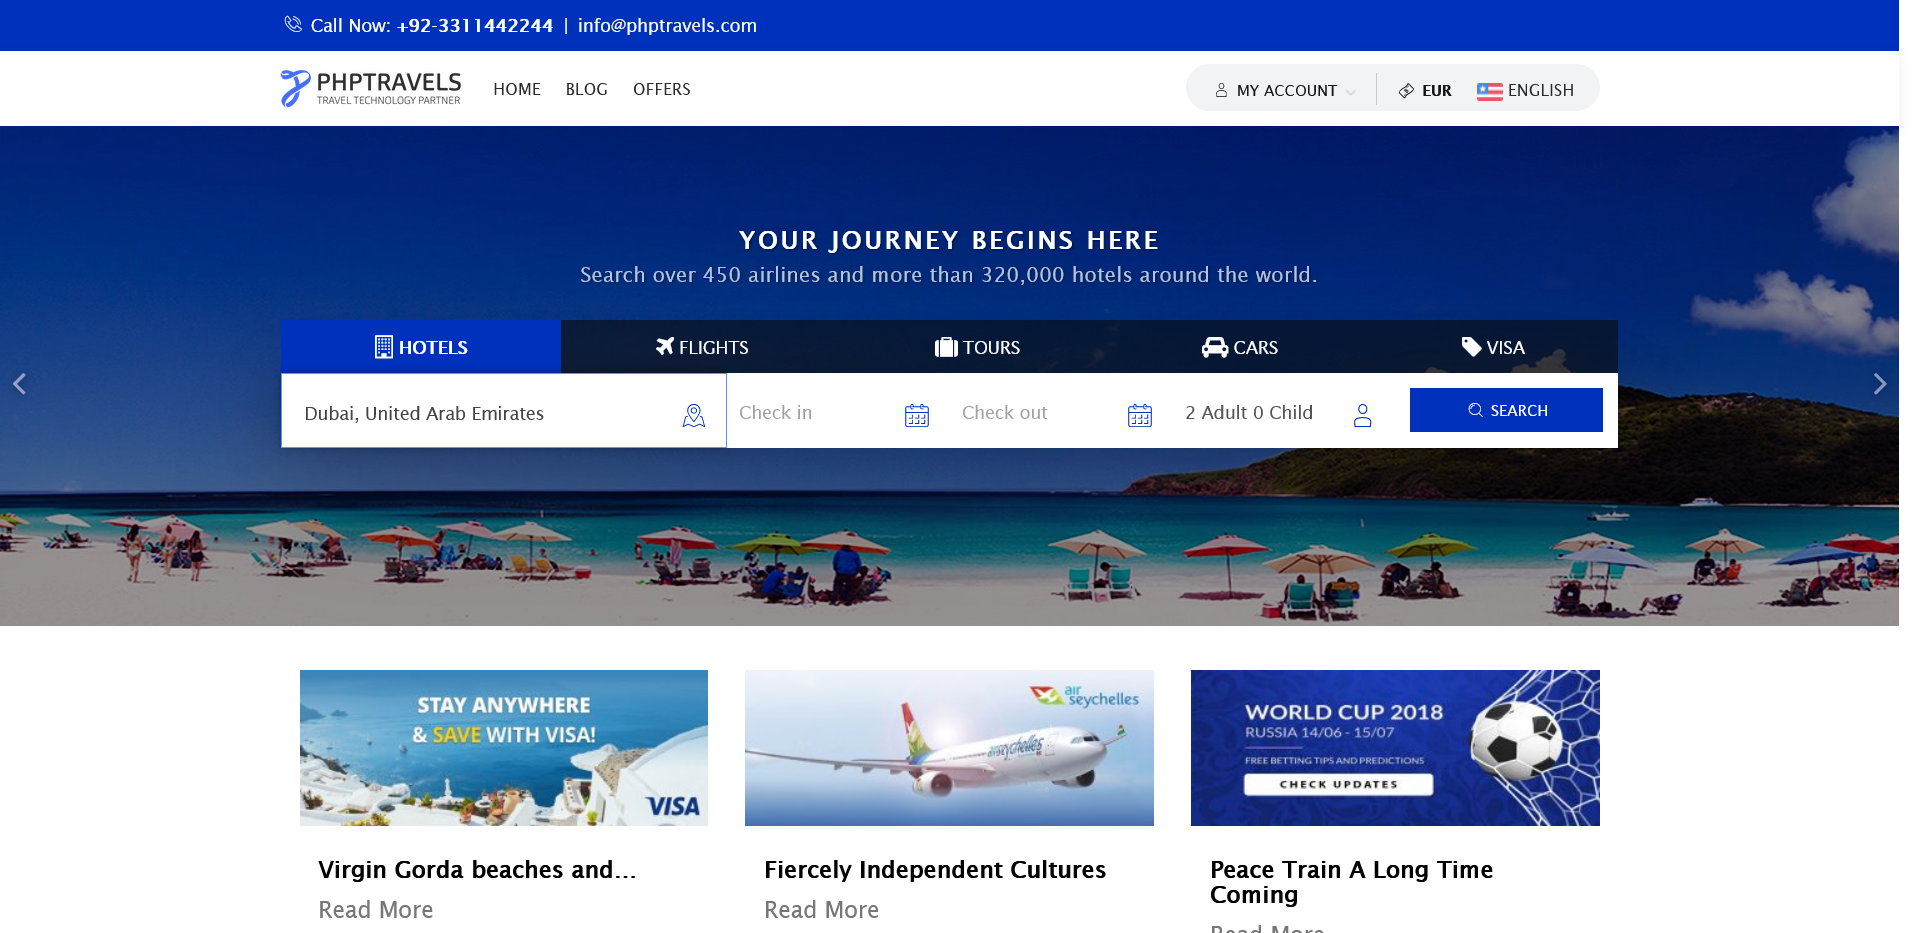 Call Now: +92-3311442244 | info@phptravels.com
PHPTRAVELS
TRAVEL TECHNOLOGY PARTNER
HOME BLOG OFFERS
MY ACCOUNT EUR ENGLISH
YOUR JOURNEY BEGINS HERE
Search over 450 airlines and more than 320,000 hotels around the world.
HOTELS FLIGHTS TOURS CARS VISA
Dubai, United Arab Emirates Check in Check out 2 Adult 0 Child SEARCH
STAY ANYWHERE
& SAVE WITH VISA!
VISA
air
seychelles
air seychelles
WORLD CUP 2018
RUSSIA 14/06 - 15/07
FREE BETTING TIPS AND PREDICTIONS
CHECK UPDATES
Virgin Gorda beaches and...
Read More
Fiercely Independent Cultures
Read More
Peace Train A Long Time
Coming
Read More